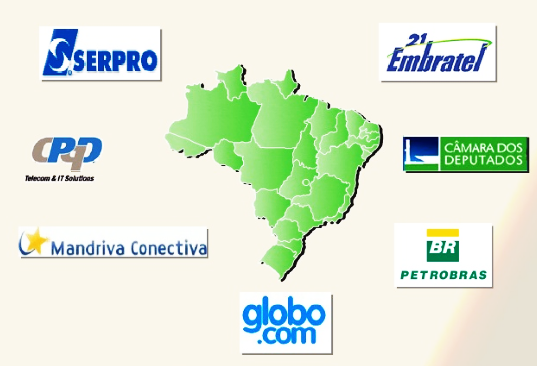 SERPRO
21
Embratel
CPqD
Telecom & IT Solutions
CÂMARA DOS
DEPUTADOS
Mandriva Conectiva
BR
PETROBRAS
globo
.com